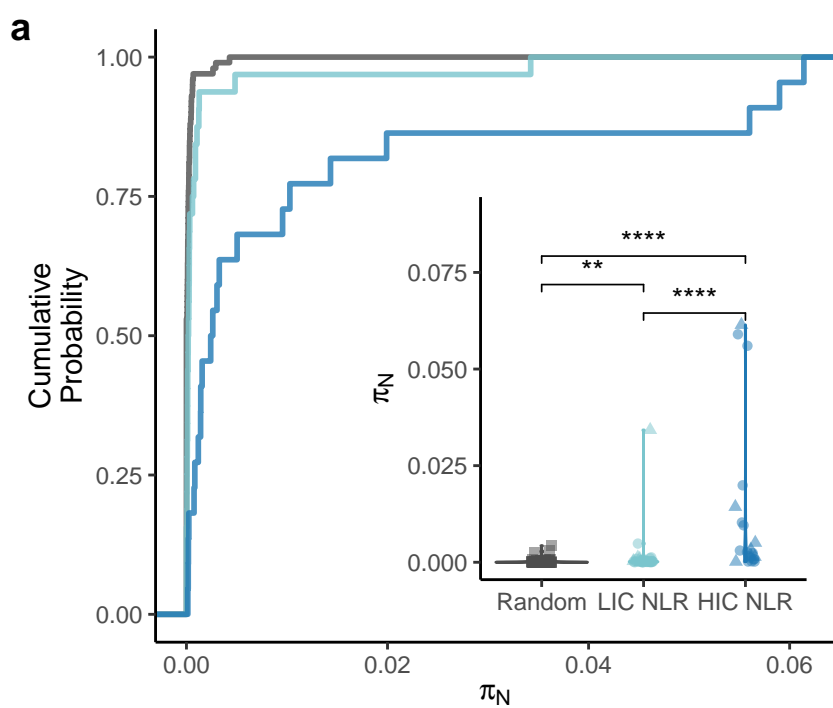 a
1.00
0.75
0.50
0.25
0.00
Cumulative
Probability
0.00
0.02
0.04
0.06
πN
0.075
0.050
0.025
0.000
πN
****
**
****
Random
LIC NLR
HIC NLR